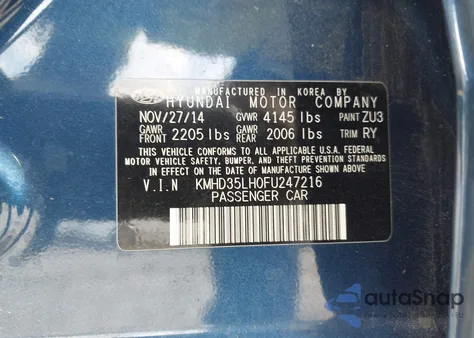 MANUFACTURED IN KOREA BY
HYUNDAI MOTOR COMPANY
NOV/27/14 GVWR 4145 lbs PAINT ZU3
GAWR FRONT 2205 lbs GAWR REAR 2006 lbs TRIM RY
THIS VEHICLE CONFORMS TO ALL APPLICABLE U.S.A. FEDERAL
MOTOR VEHICLE SAFETY, BUMPER, AND THEFT PREVENTION
STANDARDS IN EFFECT ON THE DATE OF MANUFACTURE SHOWN ABOVE.
V.I.N KMHD35LH0FU247216
PASSENGER CAR
autoSnap